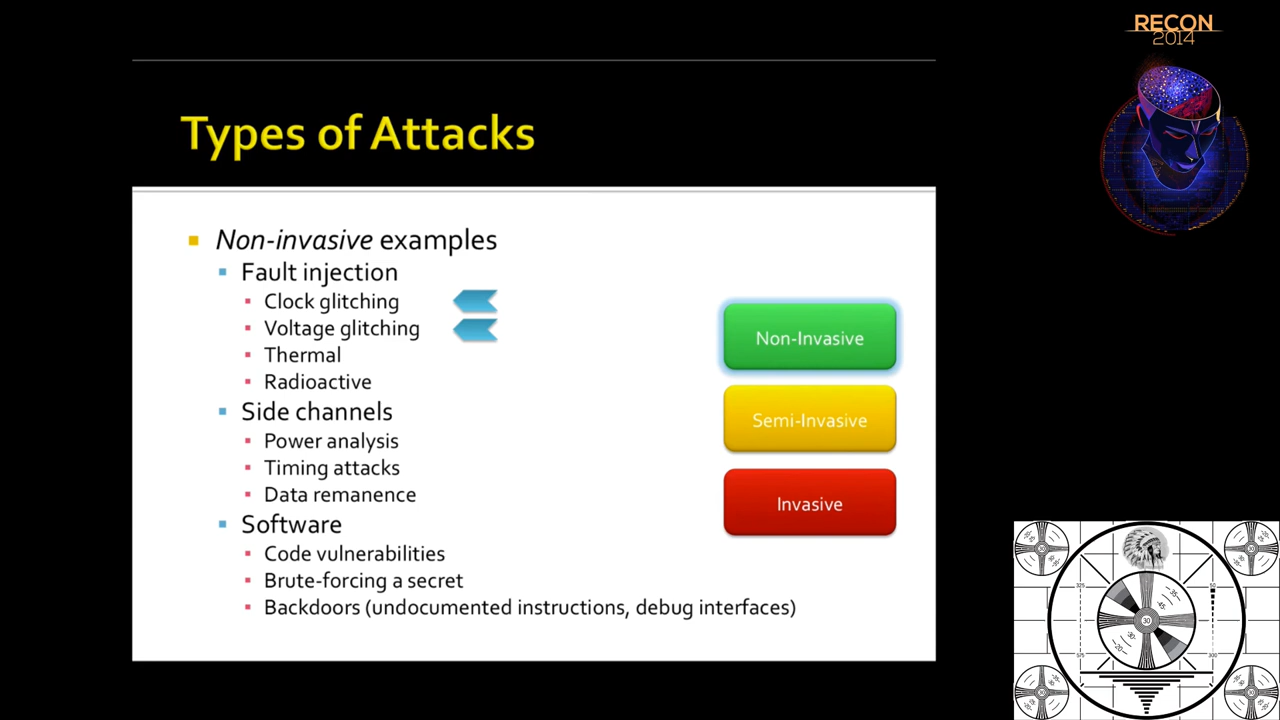 RECON
2014
Types of Attacks
Non-invasive examples
Fault injection
Clock glitching
Voltage glitching
Thermal
Radioactive
Side channels
Power analysis
Timing attacks
Data remanence
Software
Code vulnerabilities
Brute-forcing a secret
Backdoors (undocumented instructions, debug interfaces)
Non-Invasive
Semi-Invasive
Invasive
30